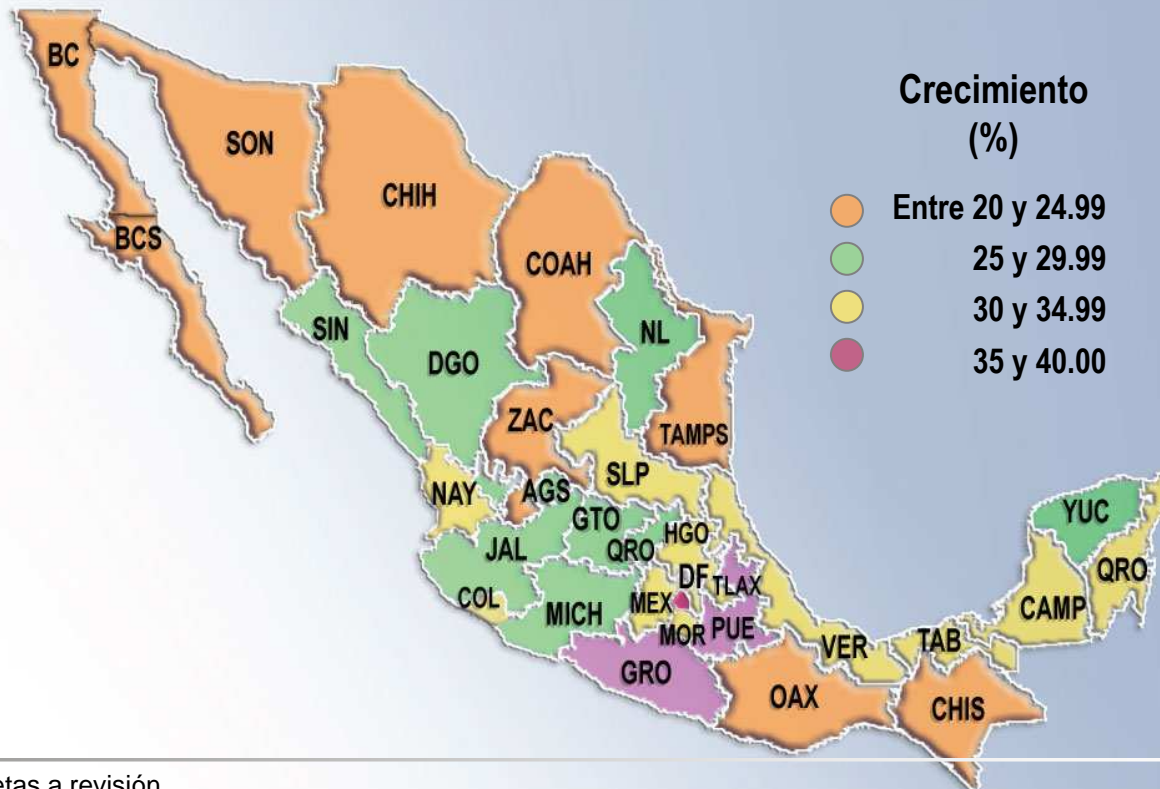 Crecimiento
(%)
Entre 20 y 24.99
25 y 29.99
30 y 34.99
35 y 40.00
BC
SON
CHIH
BCS
COAH
SIN
NL
DGO
ZAC
TAMPS
SLP
NAY
AGS
GTO
HGO
YUC
JAL
QRO
QRO
DF
TLAX
COL
MEX
CAMP
MICH
MOR
PUE
VER
TAB
GRO
OAX
CHIS
a revisión